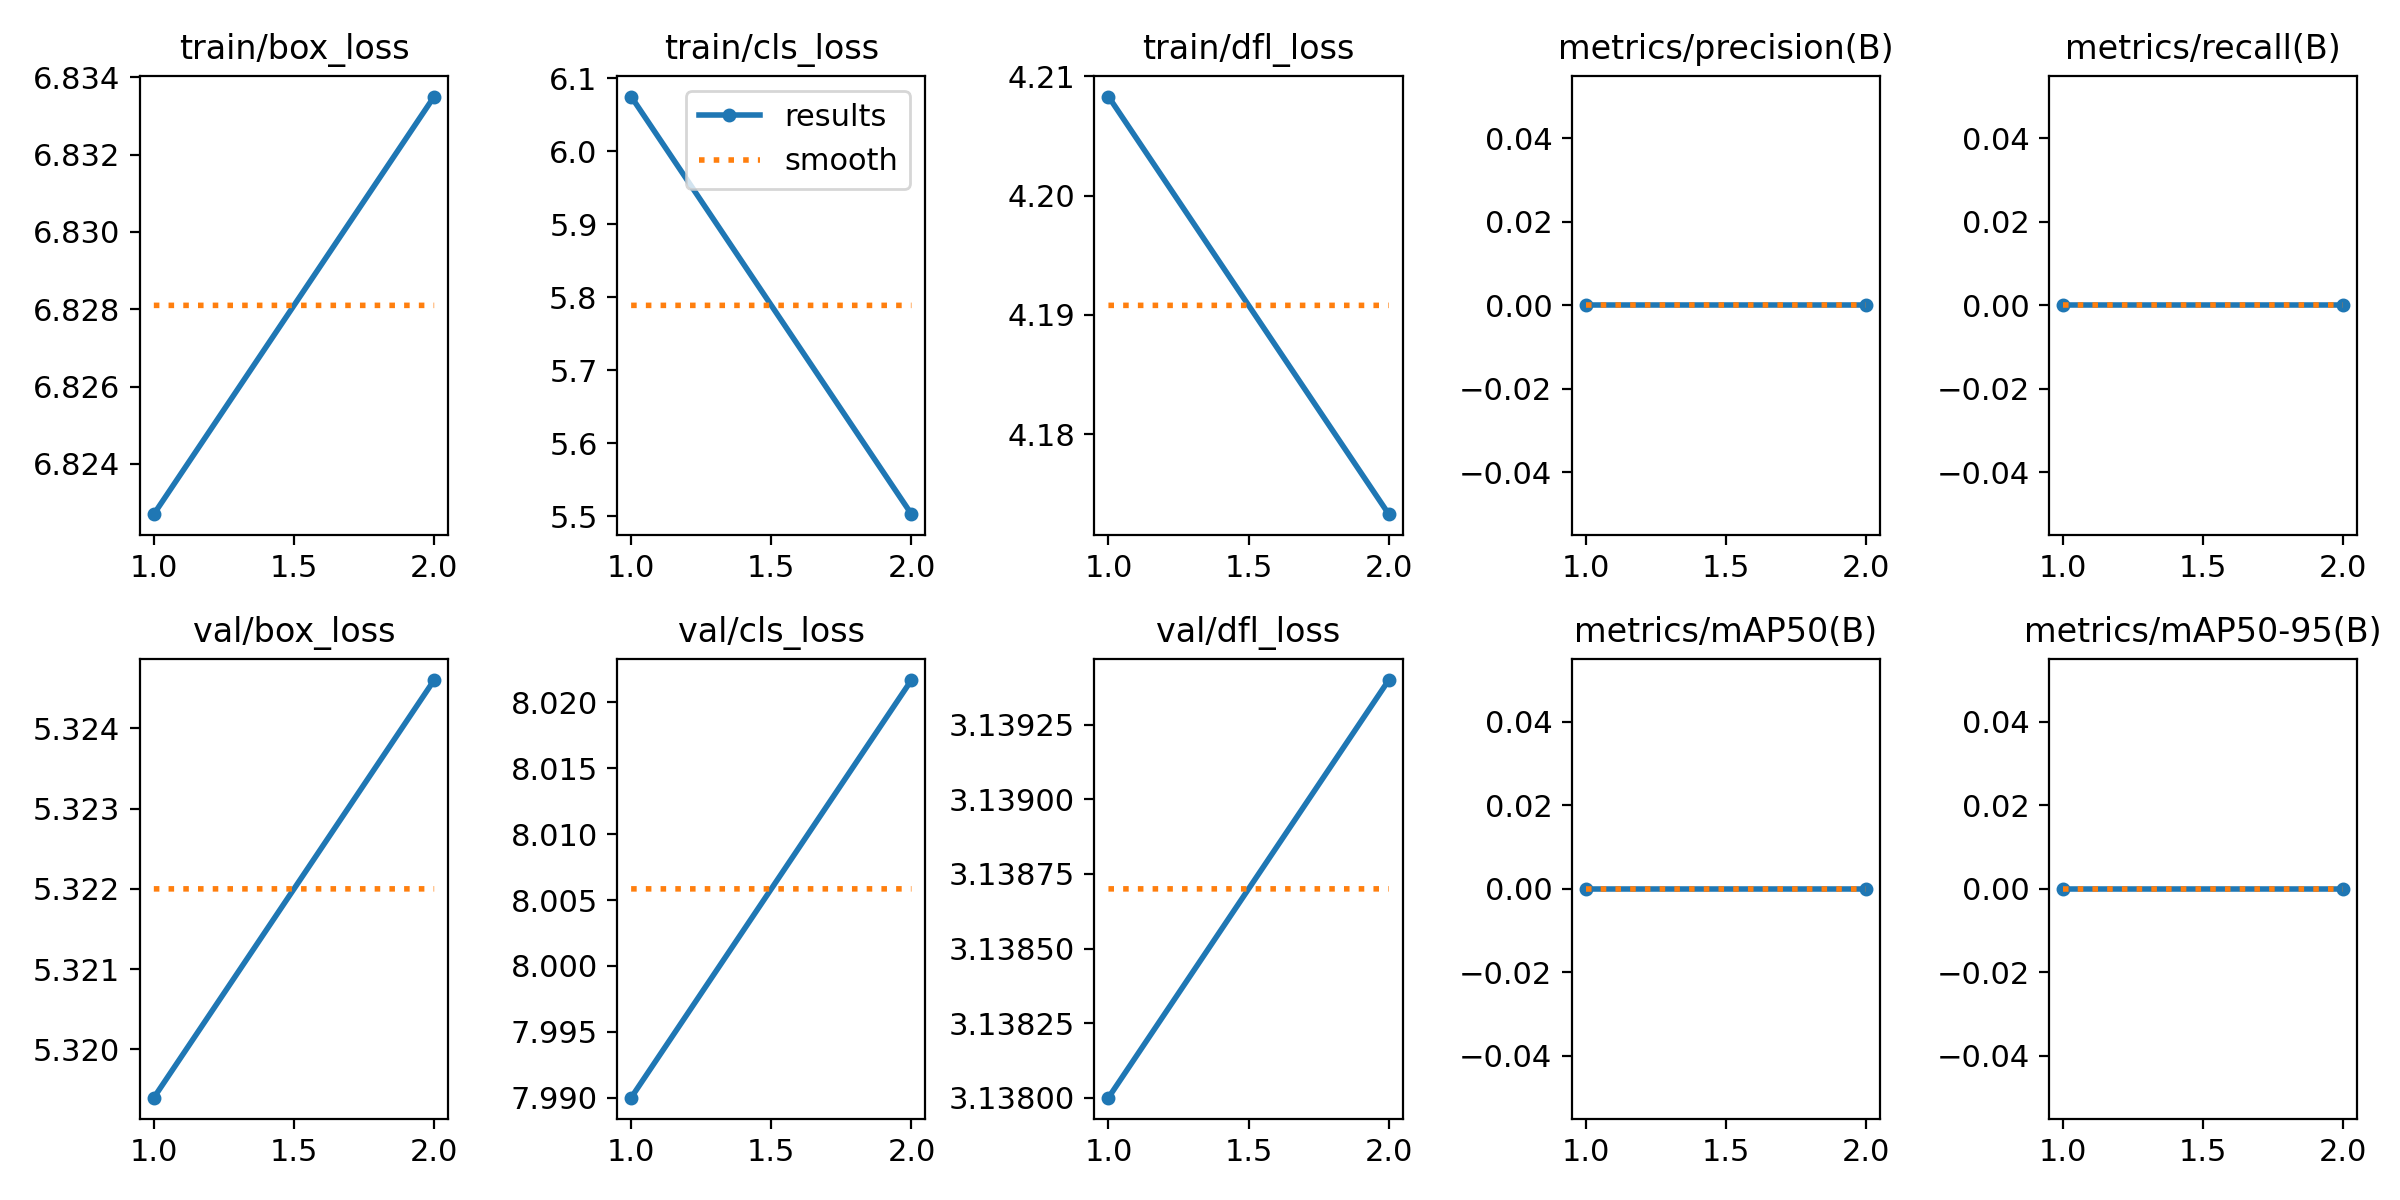 train/box_loss
6.834
6.832
6.830
6.828
6.826
6.824
1.0 1.5 2.0
train/cls_loss
results
smooth
6.1
6.0
5.9
5.8
5.7
5.6
5.5
1.0 1.5 2.0
train/dfl_loss
4.21
4.20
4.19
4.18
1.0 1.5 2.0
metrics/precision(B)
0.04
0.02
0.00
−0.02
−0.04
1.0 1.5 2.0
metrics/recall(B)
0.04
0.02
0.00
−0.02
−0.04
1.0 1.5 2.0
val/box_loss
5.324
5.323
5.322
5.321
5.320
1.0 1.5 2.0
val/cls_loss
8.020
8.015
8.010
8.005
8.000
7.995
7.990
1.0 1.5 2.0
val/dfl_loss
3.13925
3.13900
3.13875
3.13850
3.13825
3.13800
1.0 1.5 2.0
metrics/mAP50(B)
0.04
0.02
0.00
−0.02
−0.04
1.0 1.5 2.0
metrics/mAP50-95(B)
0.04
0.02
0.00
−0.02
−0.04
1.0 1.5 2.0